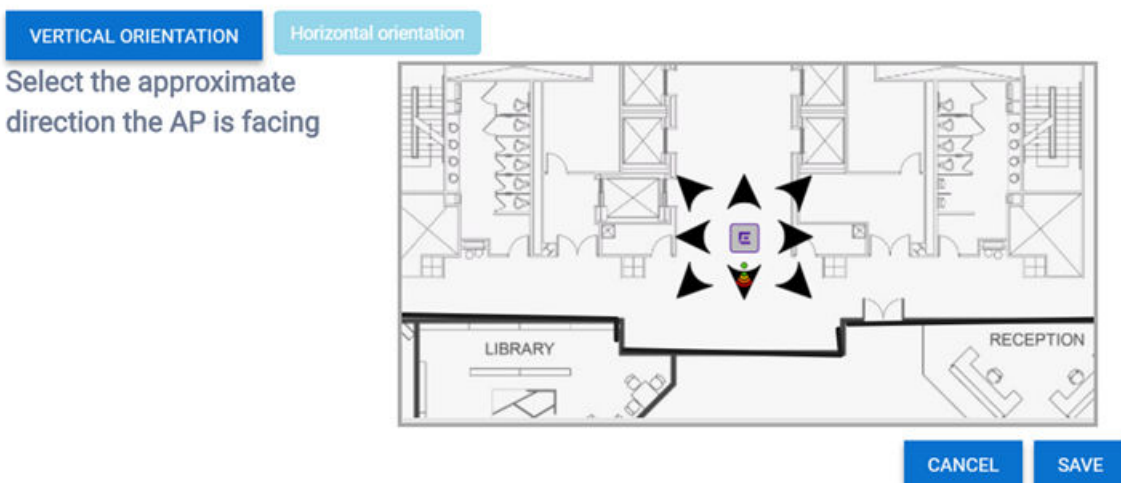 VERTICAL ORIENTATION
Horizontal orientation
Select the approximate
direction the AP is facing
LIBRARY
RECEPTION
CANCEL
SAVE